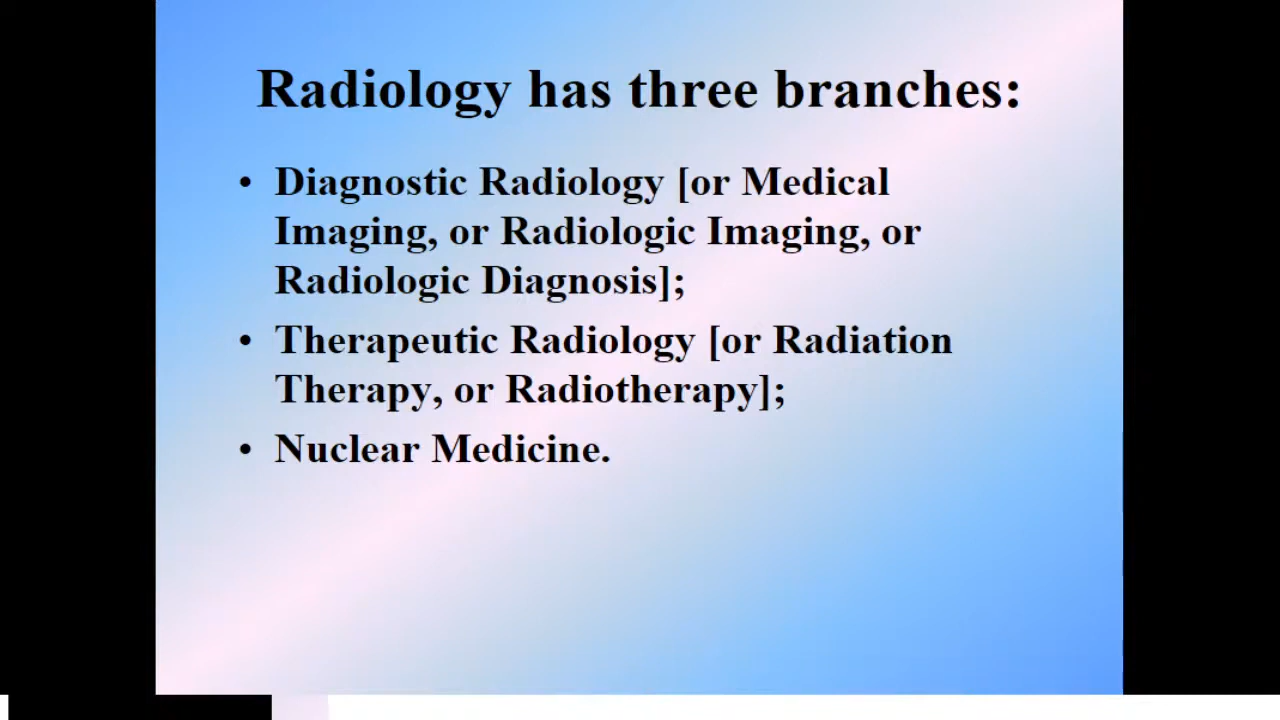 Radiology has three branches:
• Diagnostic Radiology [or Medical
Imaging, or Radiologic Imaging, or
Radiologic Diagnosis];
• Therapeutic Radiology [or Radiation
Therapy, or Radiotherapy];
• Nuclear Medicine.